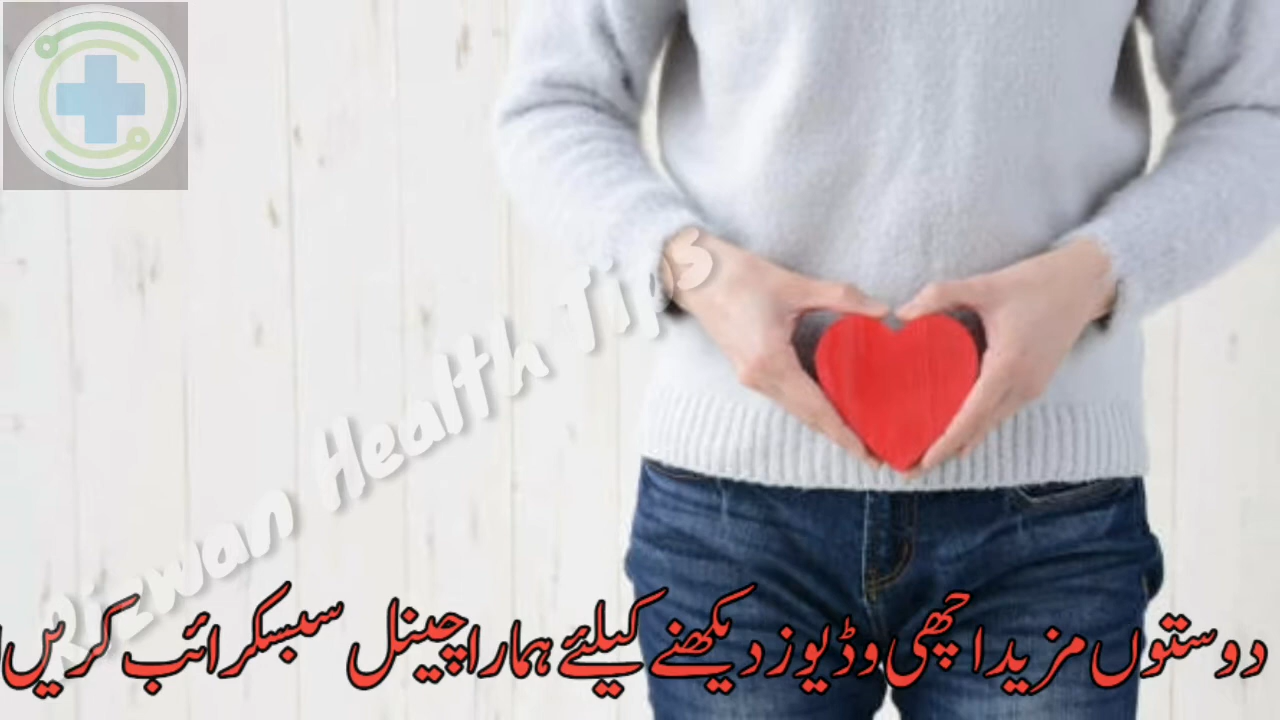 Rizwan Health Tips
دوستوں مزید اچھی وڈیوز دیکھنے کیلئے ہمارا چینل سبسکرائب کریں